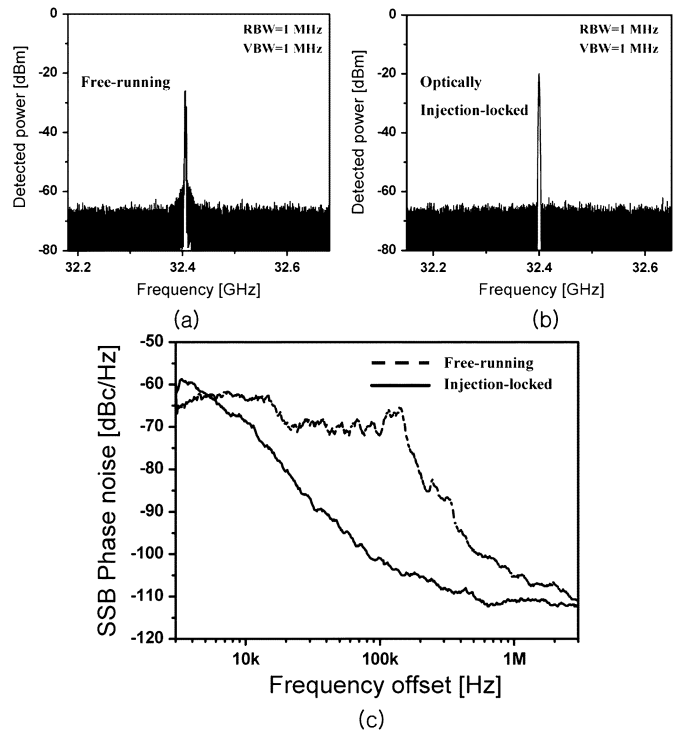 0
-20
-40
-60
-80
Detected power [dBm]
RBW=1 MHz
VBW=1 MHz
Free-running
32.2
32.4
32.6
Frequency [GHz]
(a)
0
-20
-40
-60
-80
Detected power [dBm]
RBW=1 MHz
VBW=1 MHz
Optically
Injection-locked
32.2
32.4
32.6
Frequency [GHz]
(b)
-50
-60
-70
-80
-90
-100
-110
-120
SSB Phase noise [dBc/Hz]
Free-running
Injection-locked
10k
100k
1M
Frequency offset [Hz]
(c)